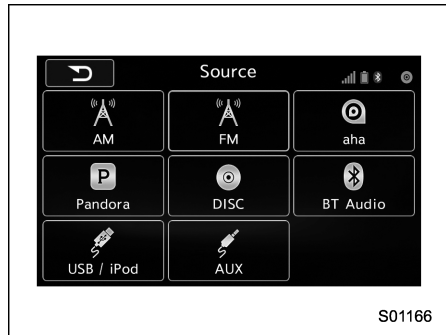 Source
AM
FM
aha
P
Pandora
DISC
BT Audio
USB / iPod
AUX
S01166